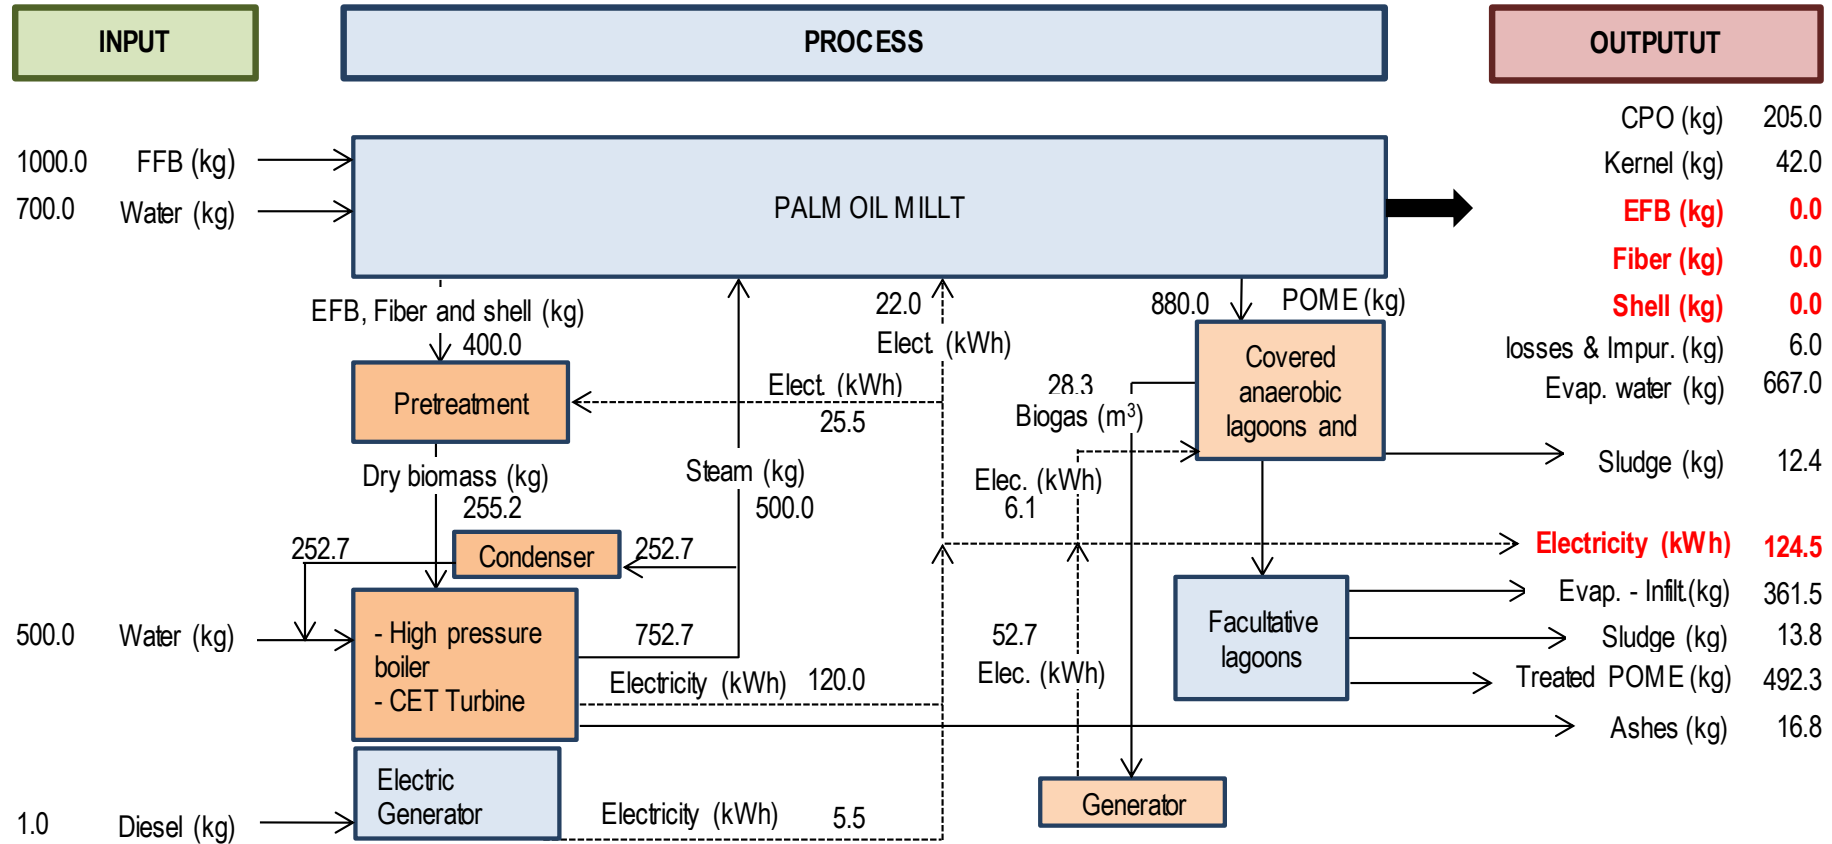 INPUT
PROCESS
OUTPUTUT
CPO (kg) 205.0
1000.0 FFB (kg)
Kernel (kg) 42.0
700.0 Water (kg)
PALM OIL MILLT
EFB (kg) 0.0
Fiber (kg) 0.0
Shell (kg) 0.0
EFB, Fiber and shell (kg)
400.0
22.0
Elect. (kWh)
880.0 POME (kg)
losses & Impur. (kg) 6.0
Evap. water (kg) 667.0
Pretreatment
Elect. (kWh)
25.5
28.3
Biogas (m³)
Covered
anaerobic
lagoons and
Dry biomass (kg)
255.2
Steam (kg)
500.0
Elec. (kWh)
6.1
Sludge (kg) 12.4
252.7
Condenser
252.7
Electricity (kWh) 124.5
500.0 Water (kg)
- High pressure
boiler
- CET Turbine
752.7
Electricity (kWh) 120.0
52.7
Elec. (kWh)
Facultative
lagoons
Evap. - Infilt.(kg) 361.5
Sludge (kg) 13.8
Treated POME (kg) 492.3
Ashes (kg) 16.8
1.0 Diesel (kg)
Electric
Generator
Electricity (kWh) 5.5
Generator